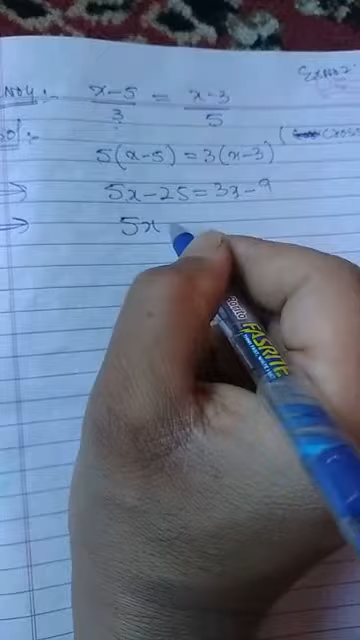 x-5/3 = x-3/5
5(x-5) = 3(x-3)
→ 5x-25 = 3x-9
→ 5x
FASRITE